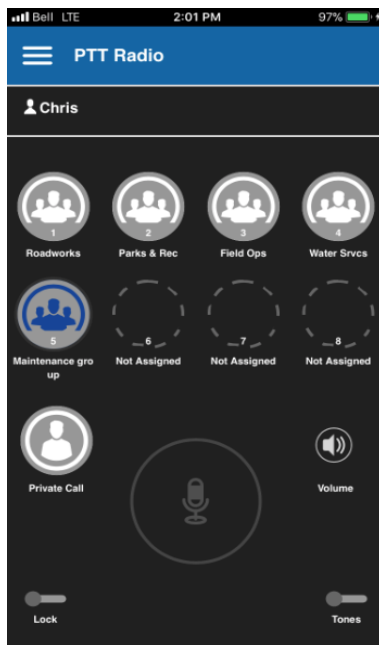 Bell LTE 2:01 PM 97%
PTT Radio
Chris
1 2 3 4
Roadworks Parks & Rec Field Ops Water Srvcs
5 6 7 8
Maintenance gro Not Assigned Not Assigned Not Assigned
up
Private Call Volume
Lock Tones